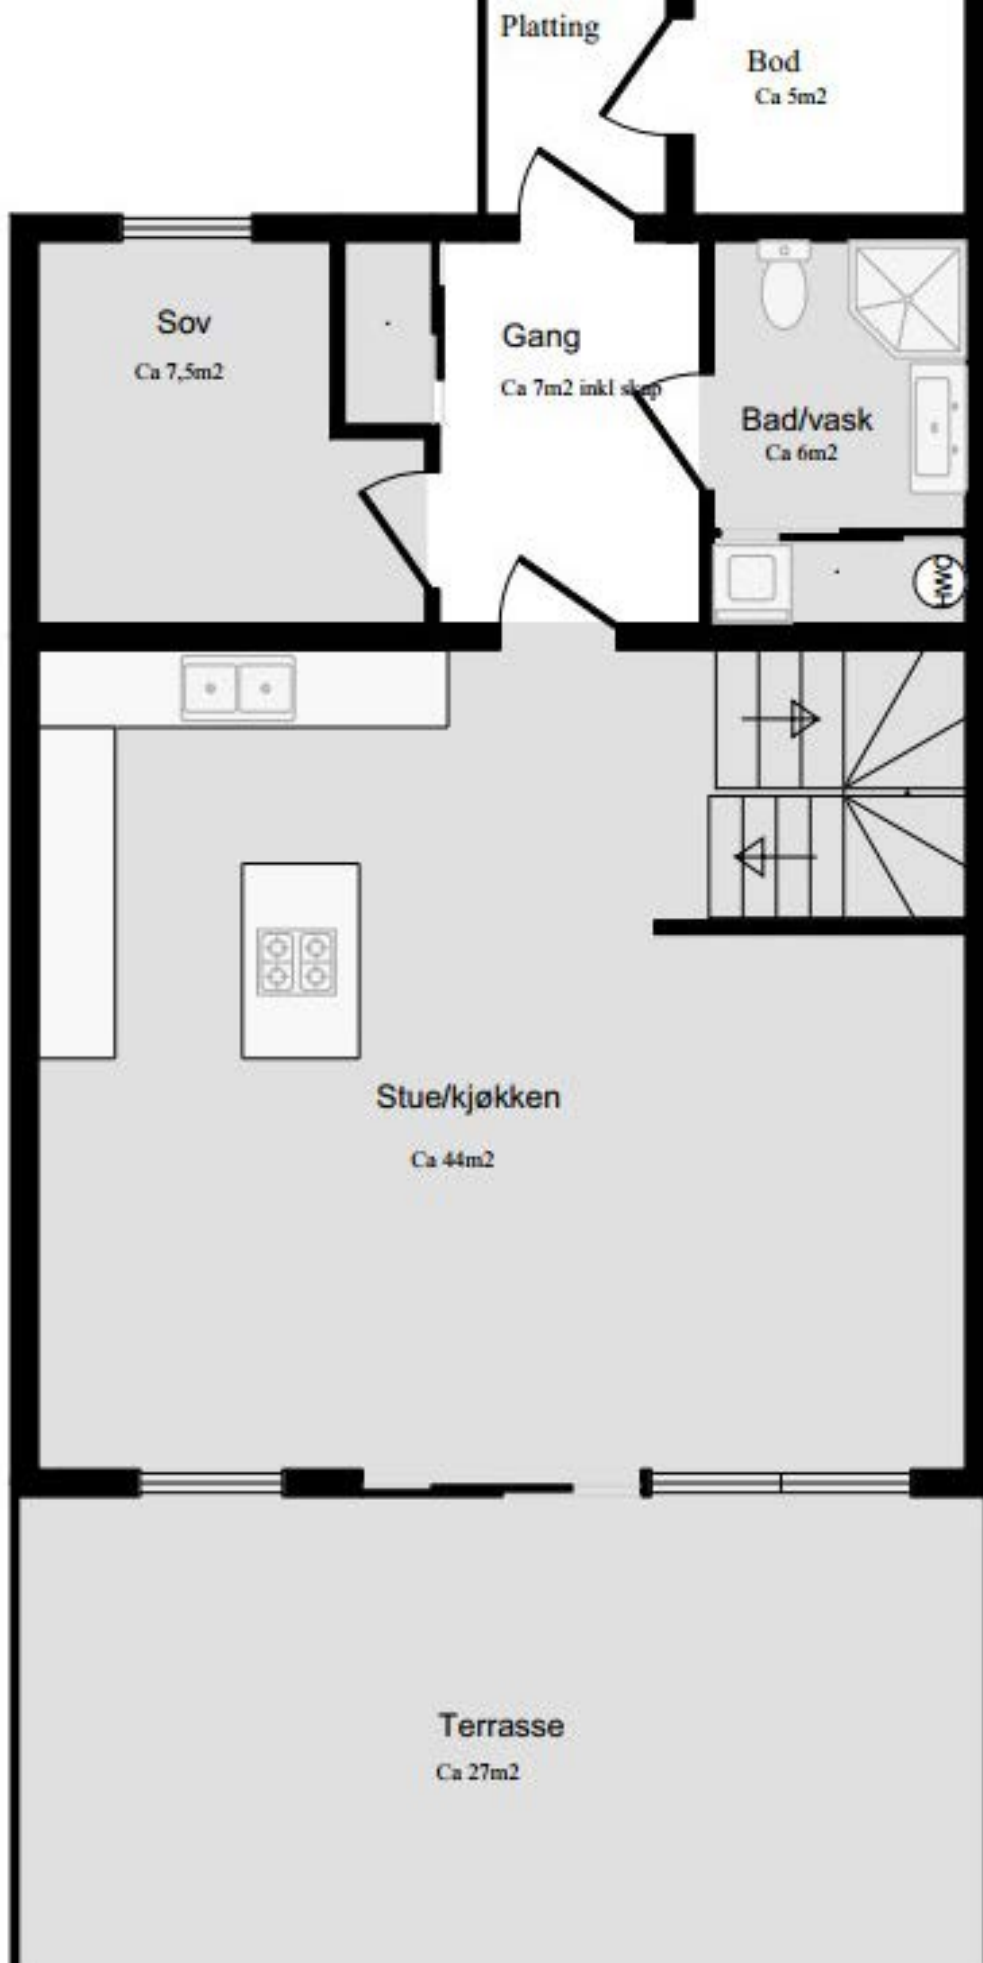 Platting
Bod
Ca 5m2
Sov
Ca 7,5m2
Gang
Ca 7m2 inkl skap
Bad/vask
Ca 6m2
HWC
Stue/kjøkken
Ca 44m2
Terrasse
Ca 27m2